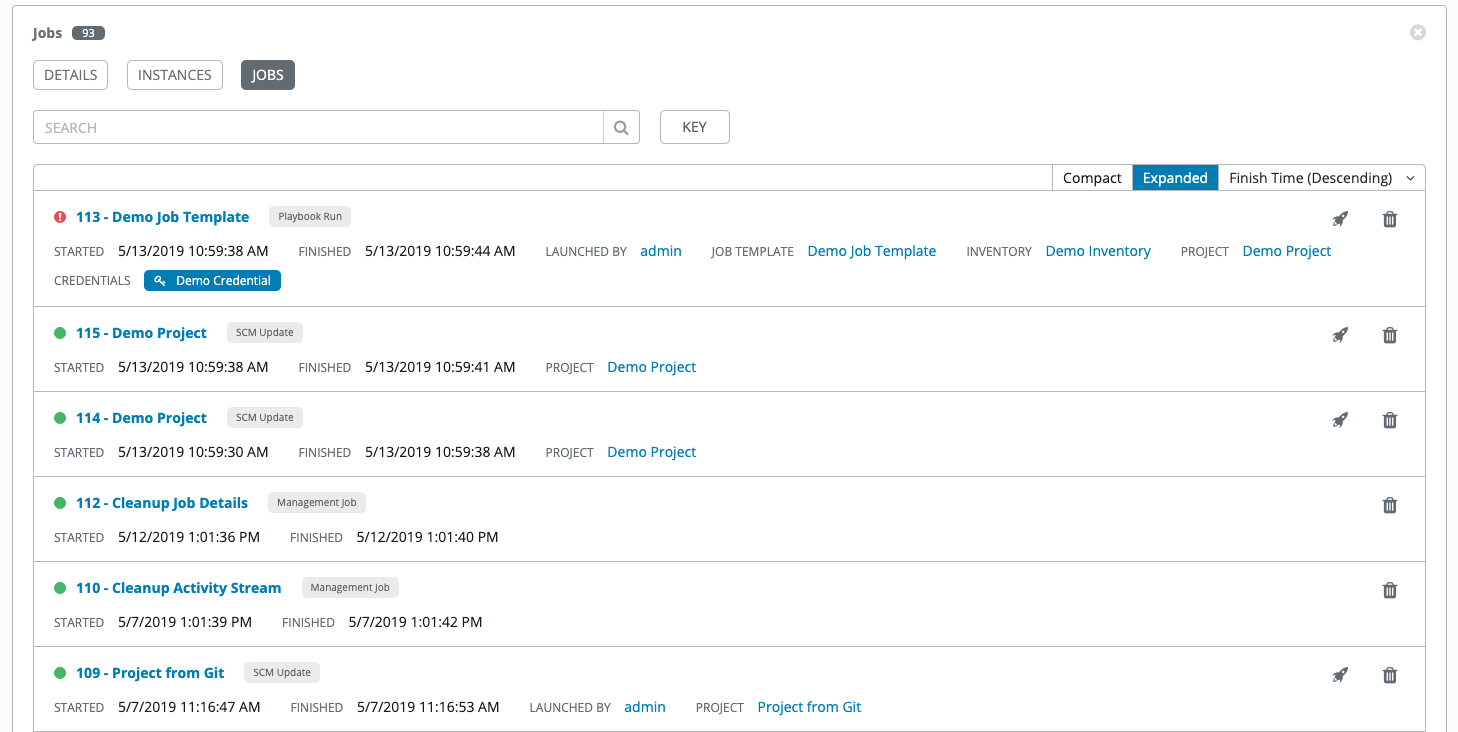 Jobs 93
DETAILS INSTANCES JOBS
SEARCH KEY
Compact Expanded Finish Time (Descending)
113 - Demo Job Template Playbook Run
STARTED 5/13/2019 10:59:38 AM FINISHED 5/13/2019 10:59:44 AM LAUNCHED BY admin JOB TEMPLATE Demo Job Template INVENTORY Demo Inventory PROJECT Demo Project
CREDENTIALS Demo Credential
115 - Demo Project SCM Update
STARTED 5/13/2019 10:59:38 AM FINISHED 5/13/2019 10:59:41 AM PROJECT Demo Project
114 - Demo Project SCM Update
STARTED 5/13/2019 10:59:30 AM FINISHED 5/13/2019 10:59:38 AM PROJECT Demo Project
112 - Cleanup Job Details Management Job
STARTED 5/12/2019 1:01:36 PM FINISHED 5/12/2019 1:01:40 PM
110 - Cleanup Activity Stream Management Job
STARTED 5/7/2019 1:01:39 PM FINISHED 5/7/2019 1:01:42 PM
109 - Project from Git SCM Update
STARTED 5/7/2019 11:16:47 AM FINISHED 5/7/2019 11:16:53 AM LAUNCHED BY admin PROJECT Project from Git